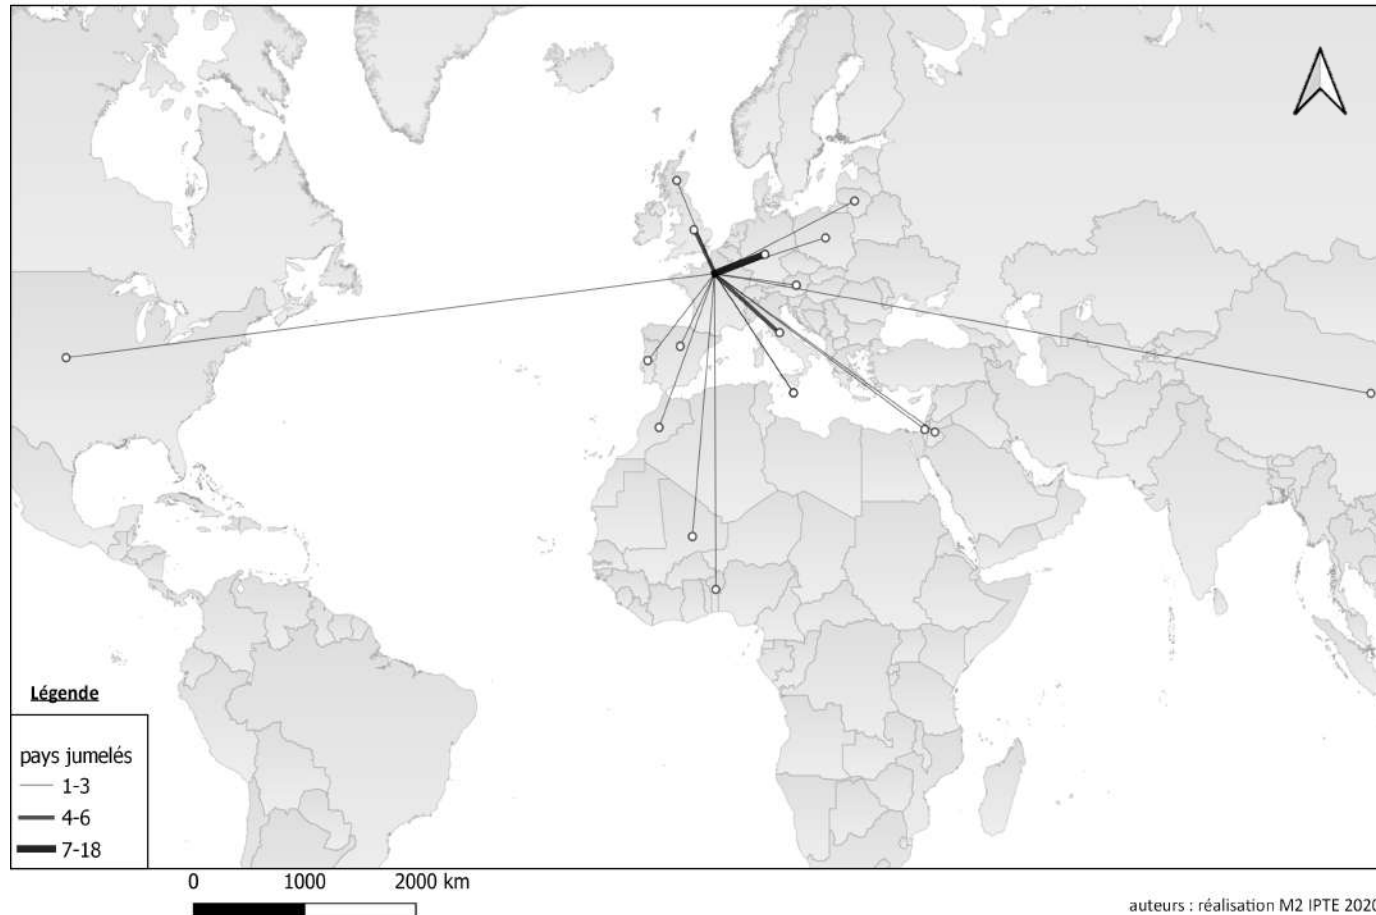 Légende
pays jumelés
1-3
4-6
7-18
0 1000 2000 km
auteurs : réalisation M2 IPTE 2020